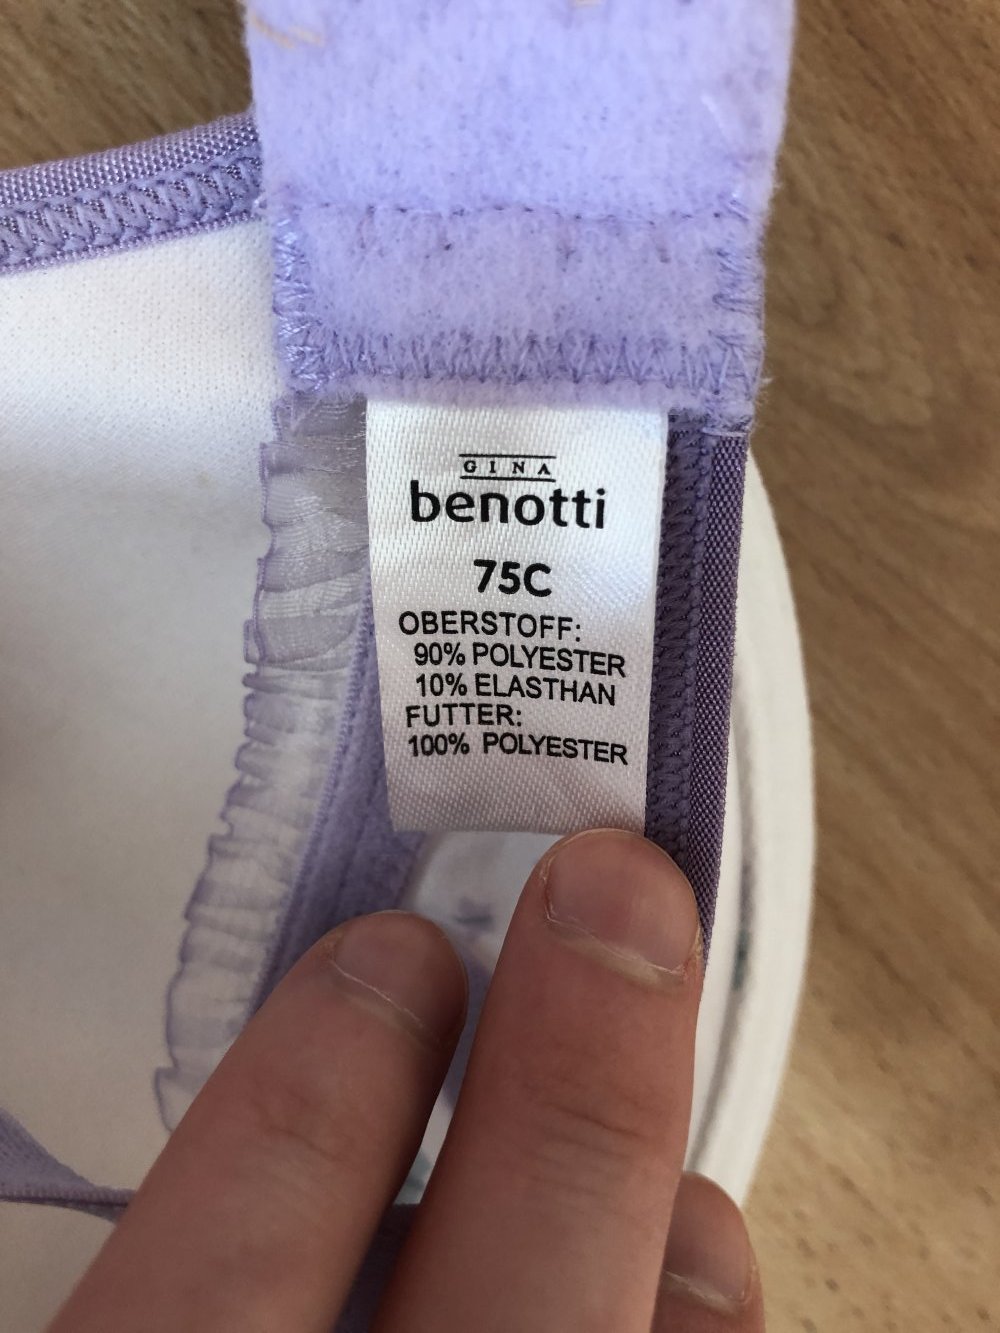 GINA
benotti
75C
OBERSTOFF:
90% POLYESTER
10% ELASTHAN
FUTTER:
100% POLYESTER